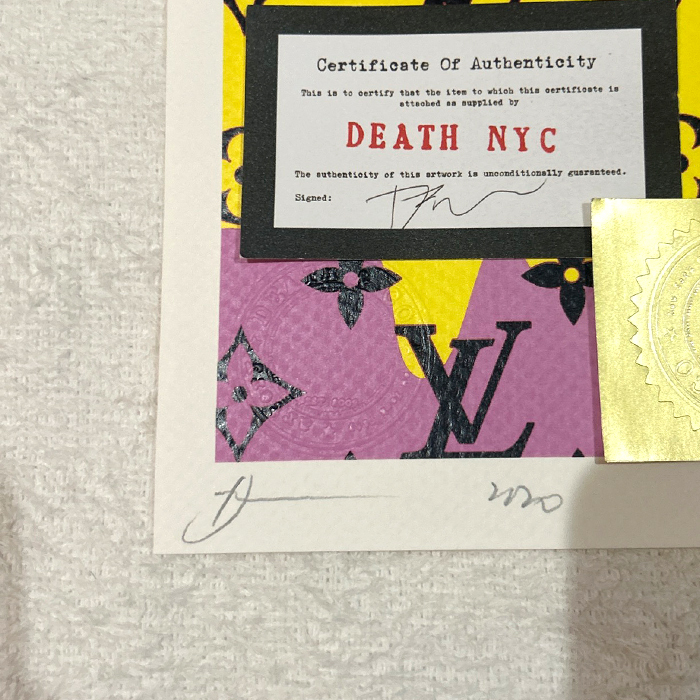 Certificate Of Authenticity
This is to certify that the item to which this certificate is
attached as supplied by
DEATH NYC
The authenticity of this artwork is unconditionally guaranteed.
Signed:
LV
2020